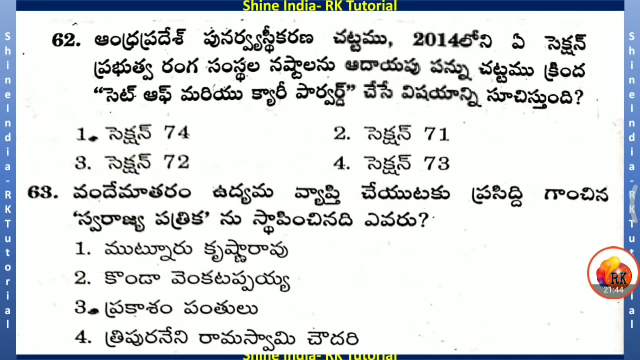 Shine India- RK Tutorial
62. ఆంధ్రప్రదేశ్ పునర్వ్యస్థీకరణ చట్టము, 2014లోని ఏ సెక్షన్
ప్రభుత్వ రంగ సంస్థల నష్టాలను ఆదాయపు పన్ను చట్టము క్రింద
“సెట్ ఆఫ్ మరియు క్యారీ పార్వర్డ్” చేసే విషయాన్ని సూచిస్తుంది?
1. సెక్షన్ 74 2. సెక్షన్ 71
3. సెక్షన్ 72 4. సెక్షన్ 73
63. వందేమాతరం ఉద్యమ వ్యాప్తి చేయుటకు ప్రసిద్ది గాంచిన
‘స్వరాజ్య పత్రిక’ ను స్థాపించినది ఎవరు?
1. ముట్నూరు కృష్ణారావు
2. కొండా వెంకటప్పయ్య
3. ప్రకాశం పంతులు
4. త్రిపురనేని రామస్వామి చౌదరి
Shine India- RK Tutorial
Shine India-RK Tutorial
Shine India-RK Tutorial
RK
21:44